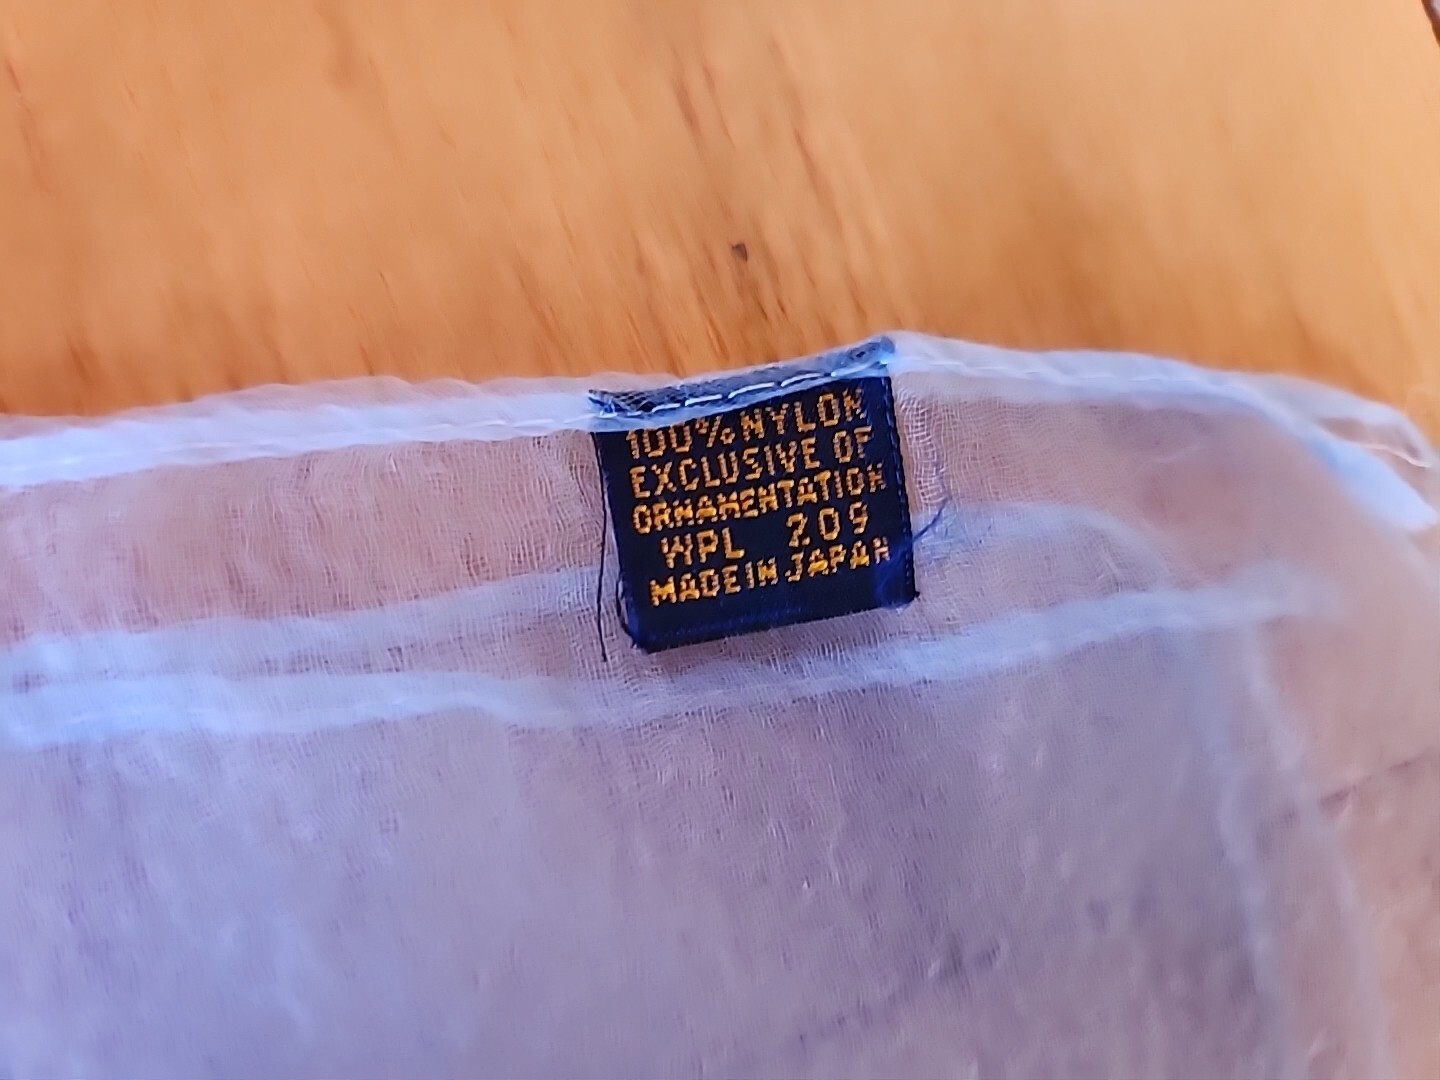 100% NYLON
EXCLUSIVE OF
ORNAMENTATION
WPL 209
MADE IN JAPAN